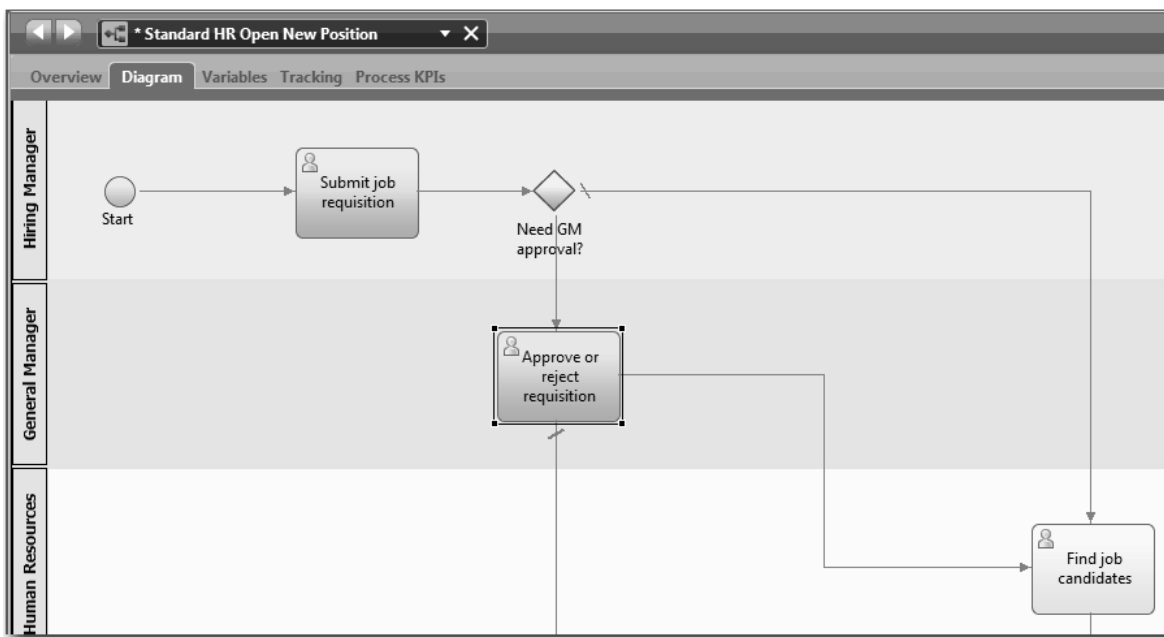 * Standard HR Open New Position
Overview Diagram Variables Tracking Process KPIs
Hiring Manager
Start
Submit job
requisition
Need GM
approval?
General Manager
Approve or
reject
requisition
Human Resources
Find job
candidates